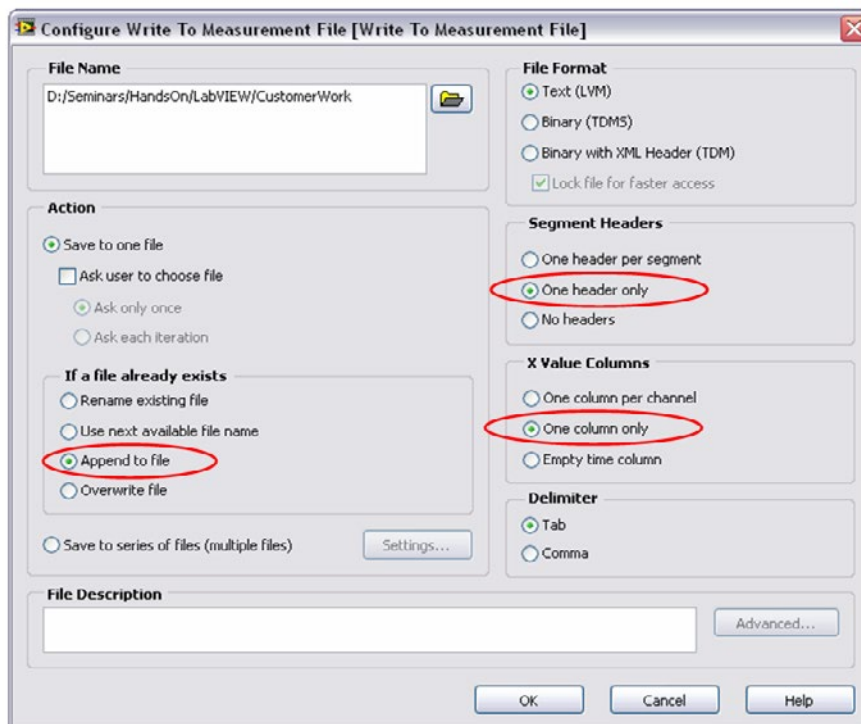 Configure Write To Measurement File [Write To Measurement File]
File Name
D:/Seminars/HandsOn/LabVIEW/CustomerWork
Action
Save to one file
Ask user to choose file
Ask only once
Ask each iteration
If a file already exists
Rename existing file
Use next available file name
Append to file
Overwrite file
Save to series of files (multiple files)
Settings...
File Format
Text (LVM)
Binary (TDMS)
Binary with XML Header (TDM)
Lock file for faster access
Segment Headers
One header per segment
One header only
No headers
X Value Columns
One column per channel
One column only
Empty time column
Delimiter
Tab
Comma
File Description
Advanced...
OK
Cancel
Help